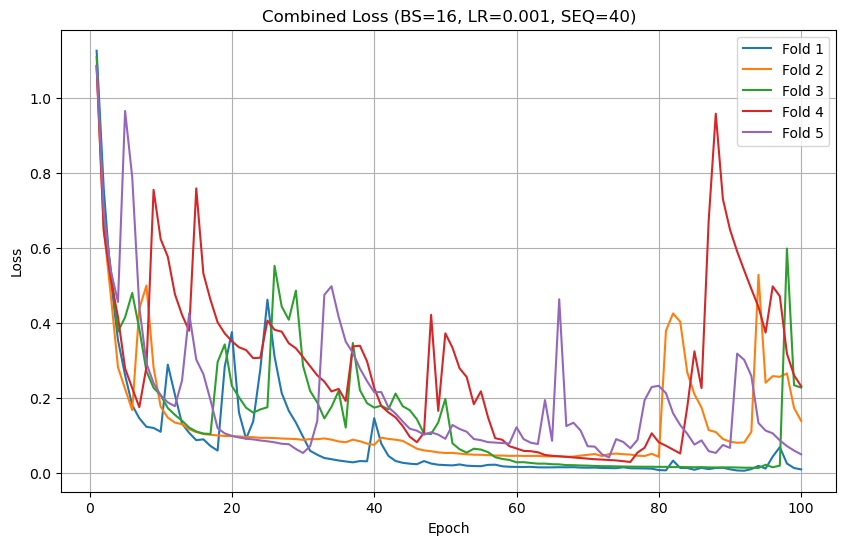 Combined Loss (BS=16, LR=0.001, SEQ=40)
Fold 1
Fold 2
Fold 3
Fold 4
Fold 5
1.0
0.8
0.6
0.4
0.2
0.0
Loss
0 20 40 60 80 100
Epoch